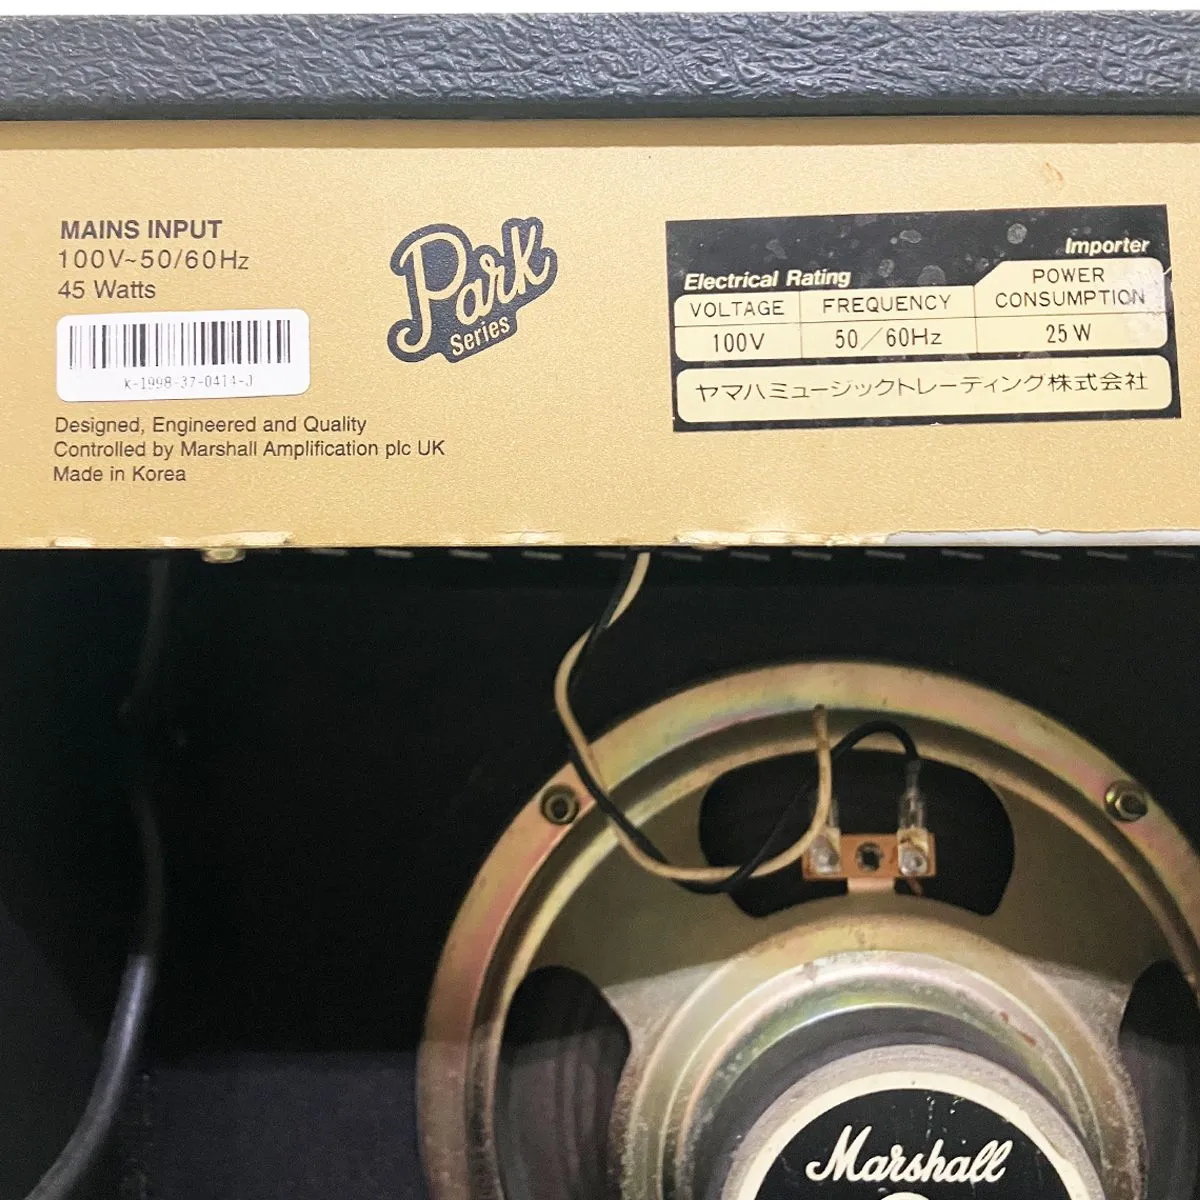 MAINS INPUT
100V~50/60Hz
45 Watts
K-1998-37-0414-J
Designed, Engineered and Quality
Controlled by Marshall Amplification plc UK
Made in Korea
Park
Series
Importer
Electrical Rating
VOLTAGE FREQUENCY POWER CONSUMPTION
100V 50/60Hz 25W
ヤマハミュージックトレーディング株式会社
Marshall